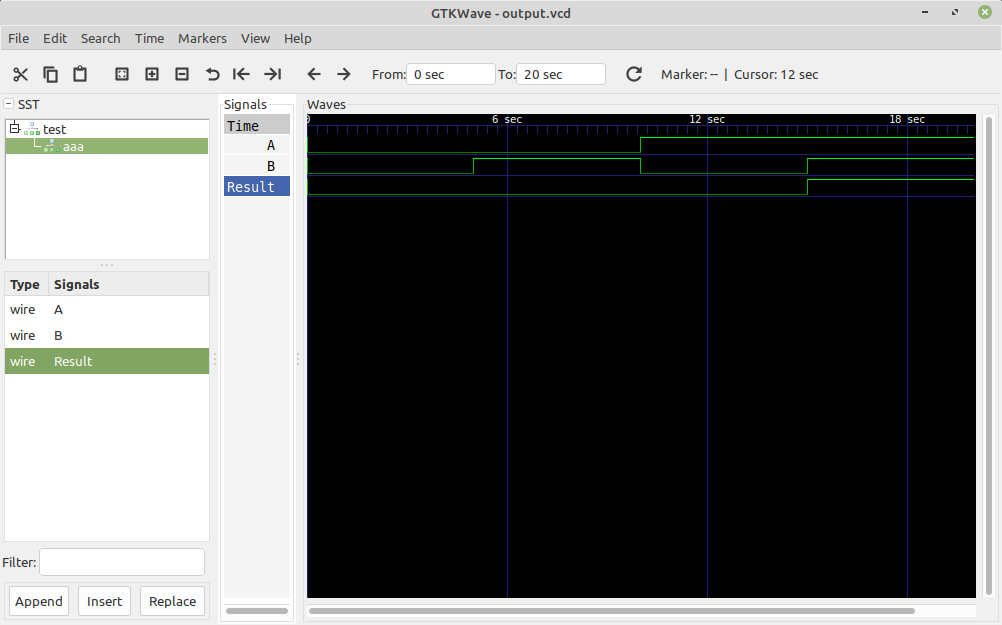 GTKWave - output.vcd
File Edit Search Time Markers View Help
From: 0 sec To: 20 sec Marker: -- | Cursor: 12 sec
SST
test
aaa
Type Signals
wire A
wire B
wire Result
Filter:
Append Insert Replace
Signals
Time
A
B
Result
Waves
0 6 sec 12 sec 18 sec